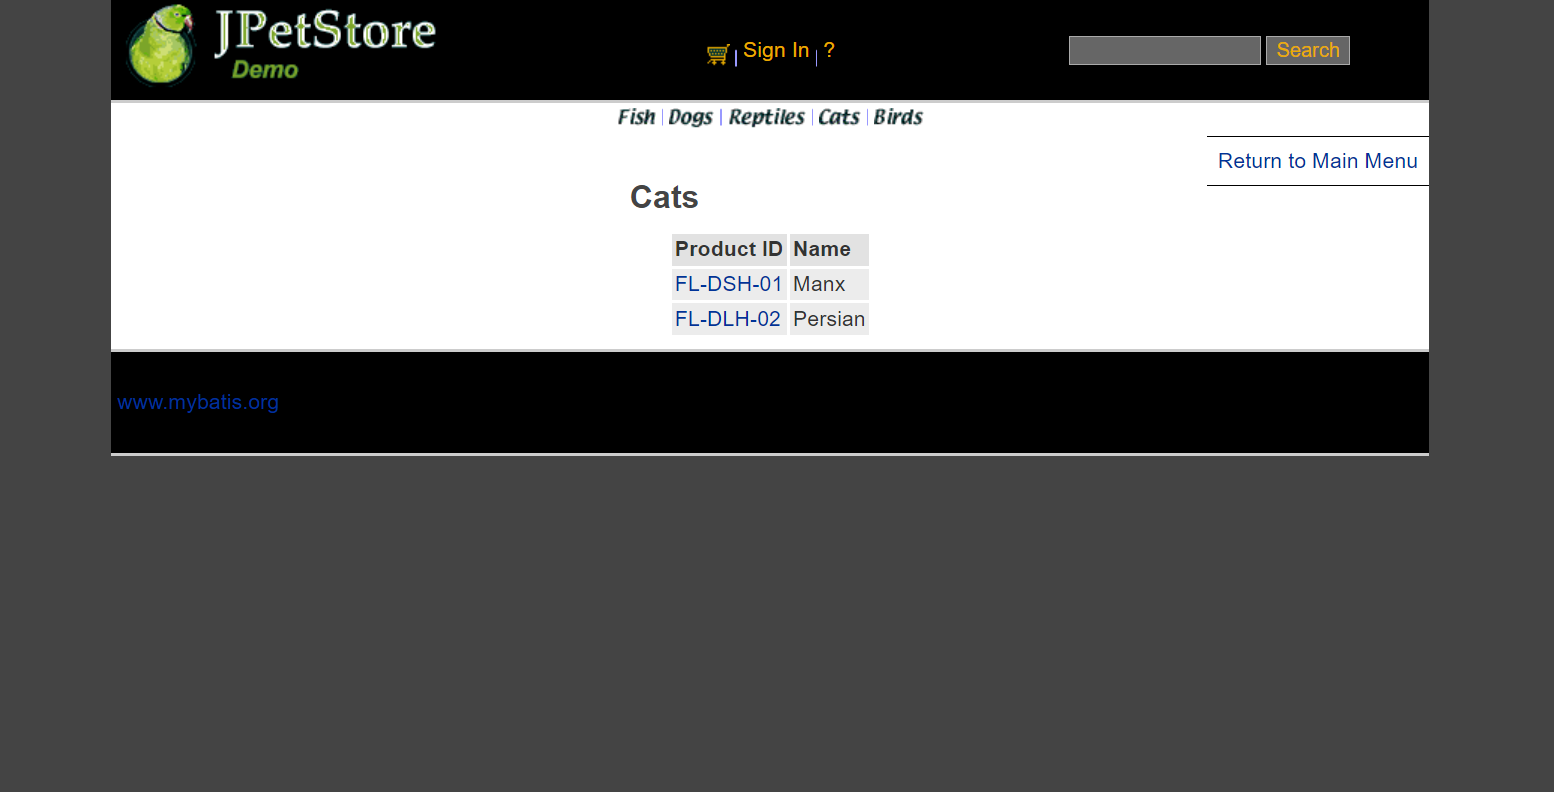 JPetStore
Demo
Sign In | ?
Search
Fish | Dogs | Reptiles | Cats | Birds
Return to Main Menu
Cats
Product ID Name
FL-DSH-01 Manx
FL-DLH-02 Persian
www.mybatis.org